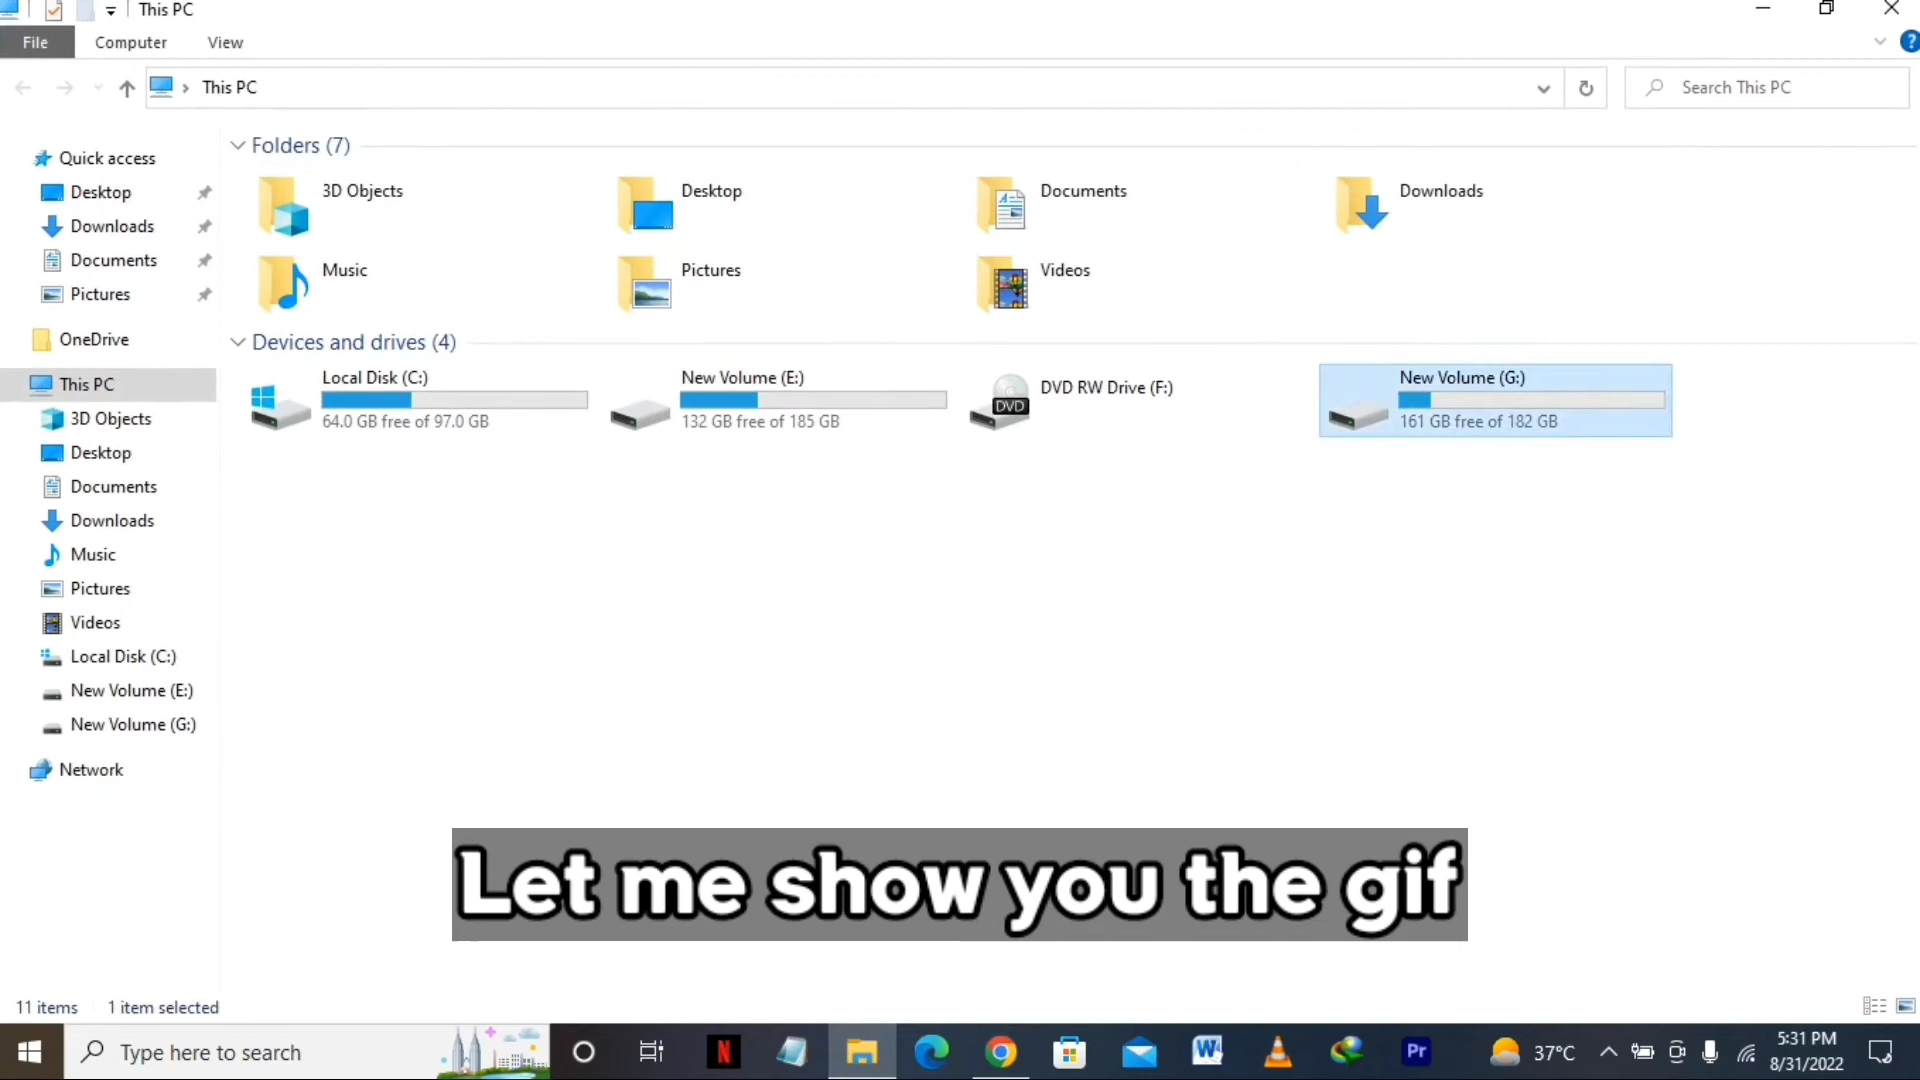 This PC
File
Computer
View
?
This PC
Search This PC
Quick access
Desktop
Downloads
Documents
Pictures
OneDrive
This PC
3D Objects
Desktop
Documents
Downloads
Music
Pictures
Videos
Local Disk (C:)
New Volume (E:)
New Volume (G:)
Network
Folders (7)
3D Objects
Desktop
Documents
Downloads
Music
Pictures
Videos
Devices and drives (4)
Local Disk (C:)
64.0 GB free of 97.0 GB
New Volume (E:)
132 GB free of 185 GB
DVD
DVD RW Drive (F:)
New Volume (G:)
161 GB free of 182 GB
Let me show you the gif
11 items
1 item selected
Type here to search
N
W
Pr
37°C
5:31 PM
8/31/2022